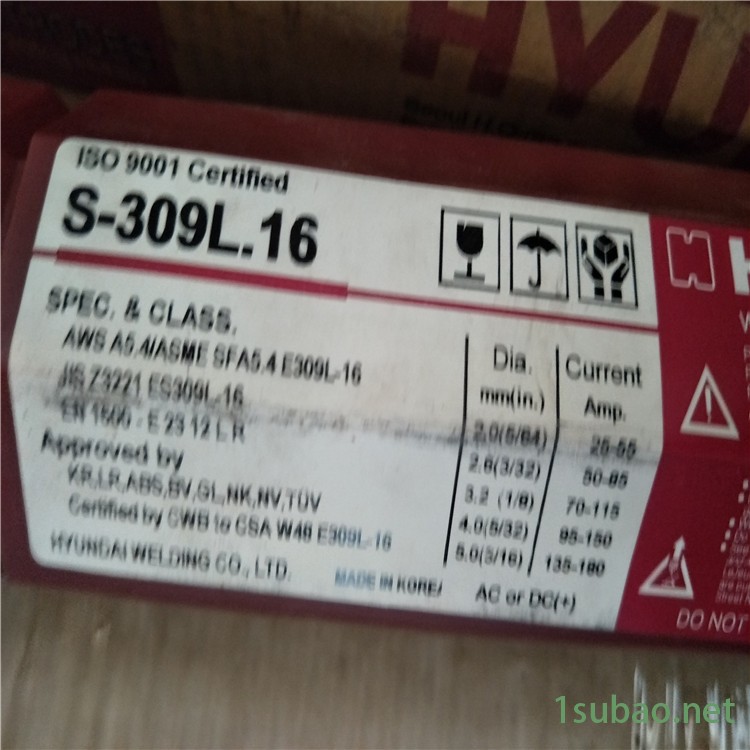 HYU
ISO 9001 Certified
S-309L.16
SPEC. & CLASS.
AWS A5.4/ASME SFA5.4 E309L-16
JIS Z3221 ES309L-16
EN 1600 - E 23 12 L R
Approved by
KR,LR,ABS,BV,GL,NK,NV,TÜV
Certified by CWB to CSA W48 E309L-16
HYUNDAI WELDING CO., LTD.
MADE IN KORE
Dia. Current
mm(in.) Amp.
2.0(5/64) 25-55
2.6(3/32) 50-85
3.2 (1/8) 70-115
4.0(5/32) 95-150
5.0(3/16) 135-180
AC or DC(+)
DO NOT
1subao.net